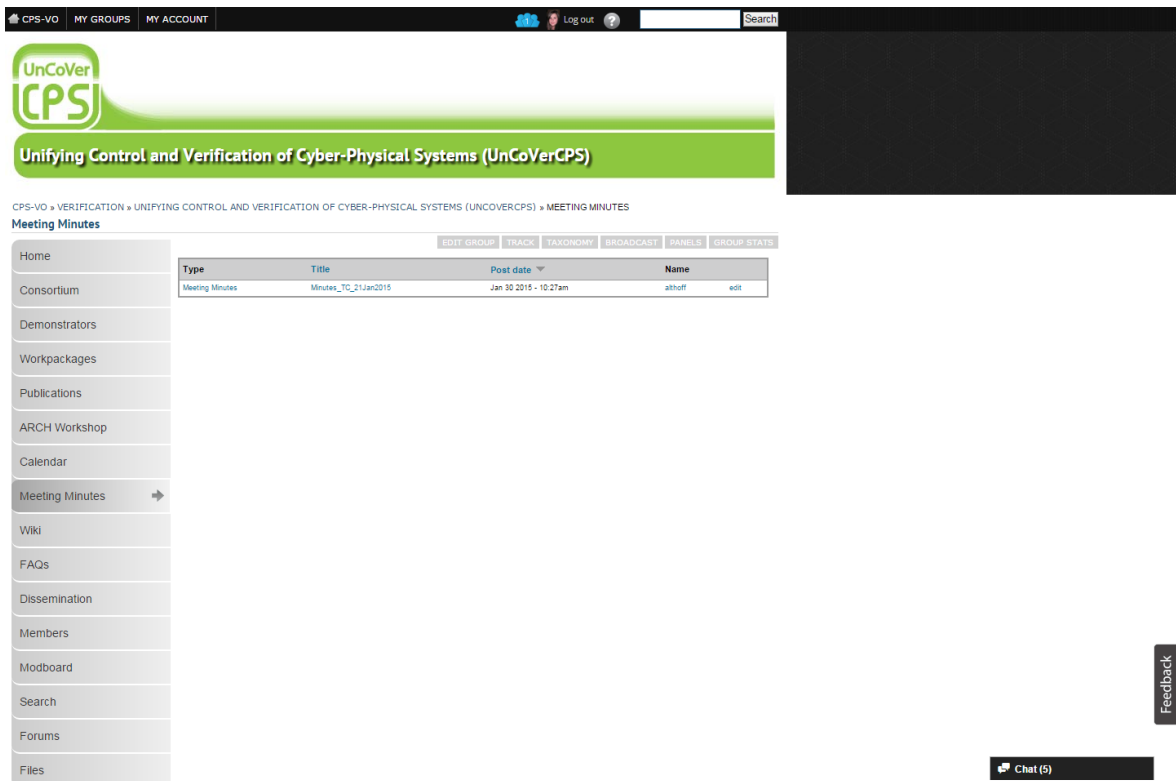 CPS-VO MY GROUPS MY ACCOUNT 1 Log out ? Search
UnCoVer
CPS
Unifying Control and Verification of Cyber-Physical Systems (UnCoVerCPS)
CPS-VO » VERIFICATION » UNIFYING CONTROL AND VERIFICATION OF CYBER-PHYSICAL SYSTEMS (UNCOVERCPS) » MEETING MINUTES
Meeting Minutes
EDIT GROUP TRACK TAXONOMY BROADCAST PANELS GROUP STATS
Type Title Post date Name
Meeting Minutes Minutes_TC_21Jan2015 Jan 30 2015 - 10:27am althoff edit
Home
Consortium
Demonstrators
Workpackages
Publications
ARCH Workshop
Calendar
Meeting Minutes
Wiki
FAQs
Dissemination
Members
Modboard
Search
Forums
Files
Feedback
Chat (5)